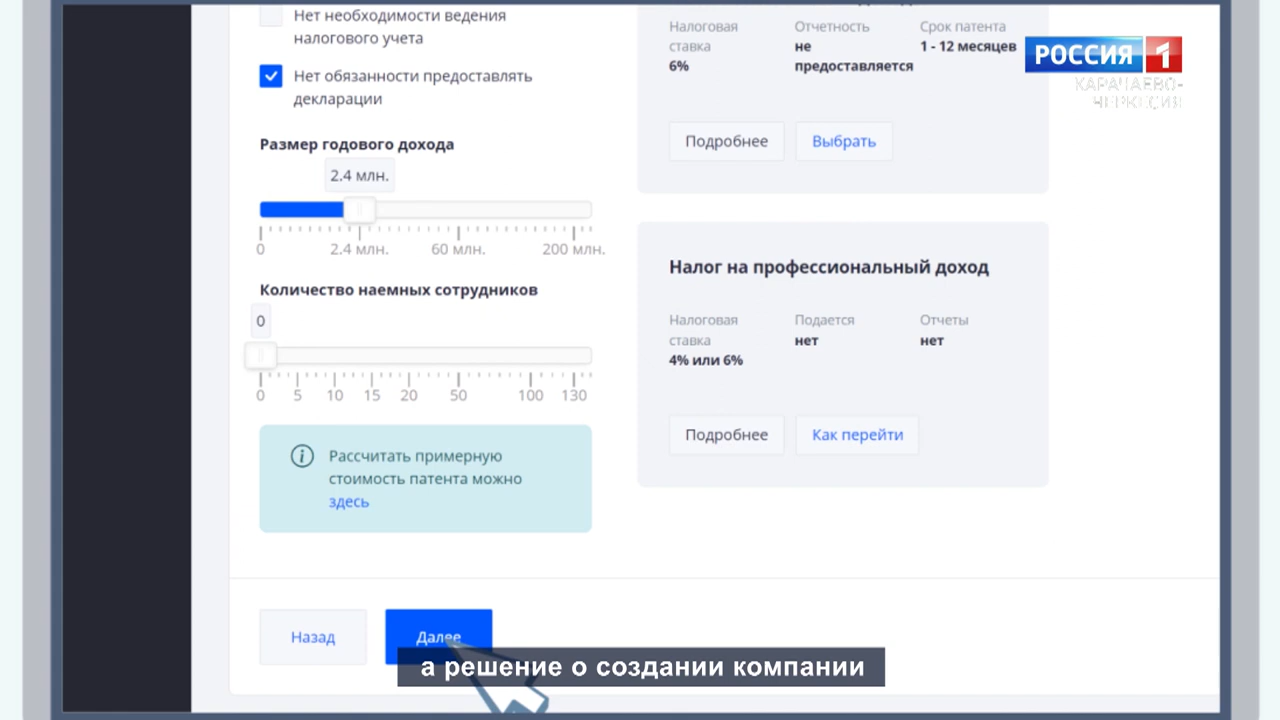 Нет необходимости ведения
налогового учета
Нет обязанности предоставлять
декларации
Размер годового дохода
2.4 млн.
0 2.4 млн. 60 млн. 200 млн.
Количество наемных сотрудников
0
0 5 10 15 20 50 100 130
Рассчитать примерную
стоимость патента можно
здесь
Назад Далее
Налоговая
ставка
6%
Отчетность
не
предоставляется
Срок патента
1 - 12 месяцев
Подробнее Выбрать
Налог на профессиональный доход
Налоговая
ставка
4% или 6%
Подается
нет
Отчеты
нет
Подробнее Как перейти
РОССИЯ 1
КАРАЧАЕВО-
ЧЕРКЕСИЯ
а решение о создании компании